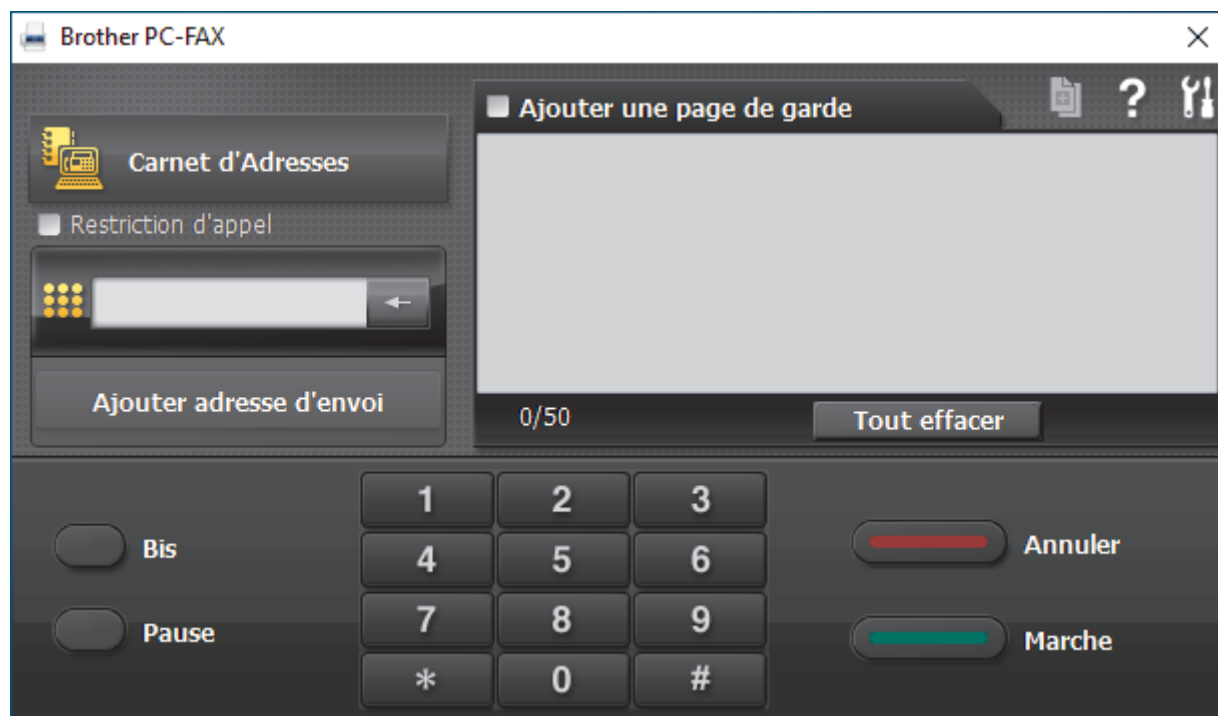 Brother PC-FAX
Ajouter une page de garde
?
Carnet d'Adresses
Restriction d'appel
Ajouter adresse d'envoi
0/50
Tout effacer
1 2 3
Bis
Annuler
4 5 6
Pause
7 8 9
Marche
* 0 #